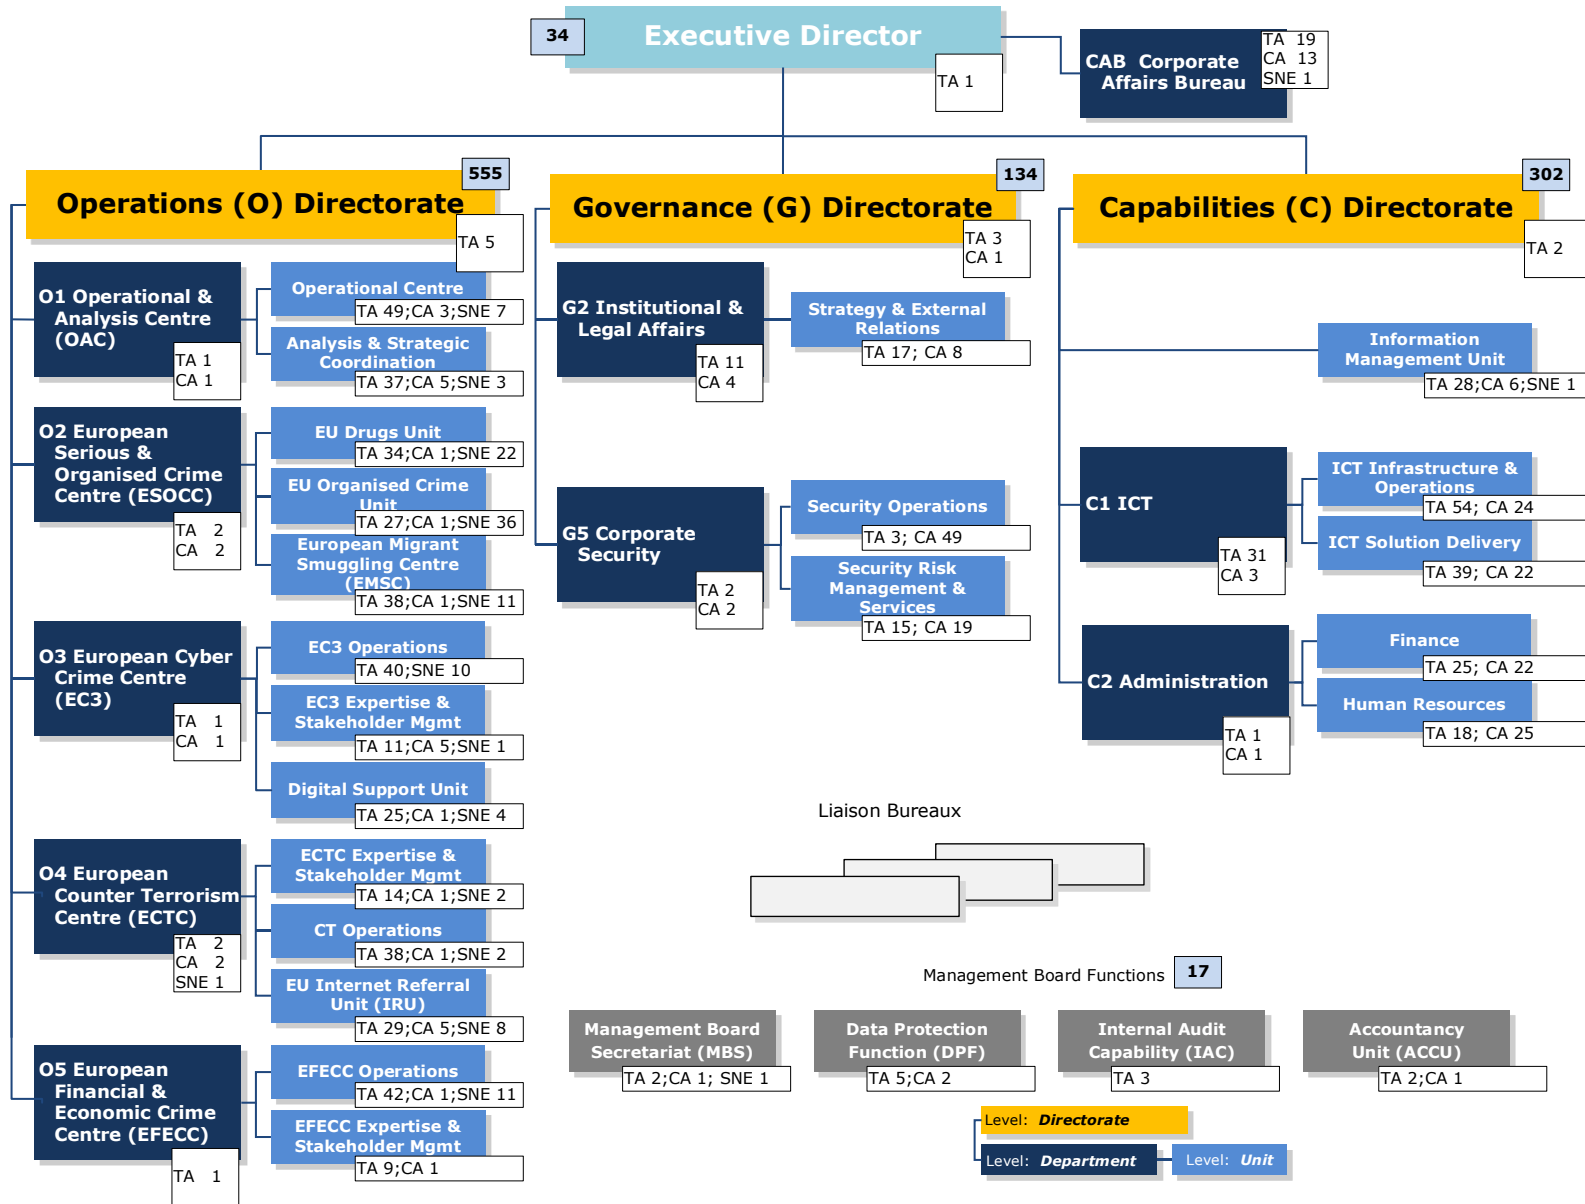 34
Executive Director
TA 1
CAB Corporate
Affairs Bureau
TA 19
CA 13
SNE 1
555
Operations (O) Directorate
TA 5
O1 Operational &
Analysis Centre
(OAC)
TA 1
CA 1
Operational Centre
TA 49;CA 3;SNE 7
Analysis & Strategic
Coordination
TA 37;CA 5;SNE 3
O2 European
Serious &
Organised Crime
Centre (ESOCC)
TA 2
CA 2
EU Drugs Unit
TA 34;CA 1;SNE 22
EU Organised Crime
Unit
TA 27;CA 1;SNE 36
European Migrant
Smuggling Centre
(EMSC)
TA 38;CA 1;SNE 11
O3 European Cyber
Crime Centre
(EC3)
TA 1
CA 1
EC3 Operations
TA 40;SNE 10
EC3 Expertise &
Stakeholder Mgmt
TA 11;CA 5;SNE 1
Digital Support Unit
TA 25;CA 1;SNE 4
O4 European
Counter Terrorism
Centre (ECTC)
TA 2
CA 2
SNE 1
ECTC Expertise &
Stakeholder Mgmt
TA 14;CA 1;SNE 2
CT Operations
TA 38;CA 1;SNE 2
EU Internet Referral
Unit (IRU)
TA 29;CA 5;SNE 8
O5 European
Financial &
Economic Crime
Centre (EFECC)
TA 1
EFECC Operations
TA 42;CA 1;SNE 11
EFECC Expertise &
Stakeholder Mgmt
TA 9;CA 1
134
Governance (G) Directorate
TA 3
CA 1
G2 Institutional &
Legal Affairs
TA 11
CA 4
Strategy & External
Relations
TA 17; CA 8
G5 Corporate
Security
TA 2
CA 2
Security Operations
TA 3; CA 49
Security Risk
Management &
Services
TA 15; CA 19
302
Capabilities (C) Directorate
TA 2
Information
Management Unit
TA 28;CA 6;SNE 1
C1 ICT
TA 31
CA 3
ICT Infrastructure &
Operations
TA 54; CA 24
ICT Solution Delivery
TA 39; CA 22
C2 Administration
TA 1
CA 1
Finance
TA 25; CA 22
Human Resources
TA 18; CA 25
Liaison Bureaux
Management Board Functions
17
Management Board
Secretariat (MBS)
TA 2;CA 1; SNE 1
Data Protection
Function (DPF)
TA 5;CA 2
Internal Audit
Capability (IAC)
TA 3
Accountancy
Unit (ACCU)
TA 2;CA 1
Level: Directorate
Level: Department
Level: Unit